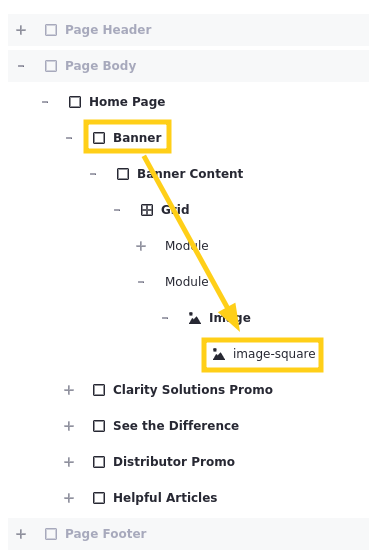 Page Header
Page Body
Home Page
Banner
Banner Content
Grid
Module
Module
Image
image-square
Clarity Solutions Promo
See the Difference
Distributor Promo
Helpful Articles
Page Footer